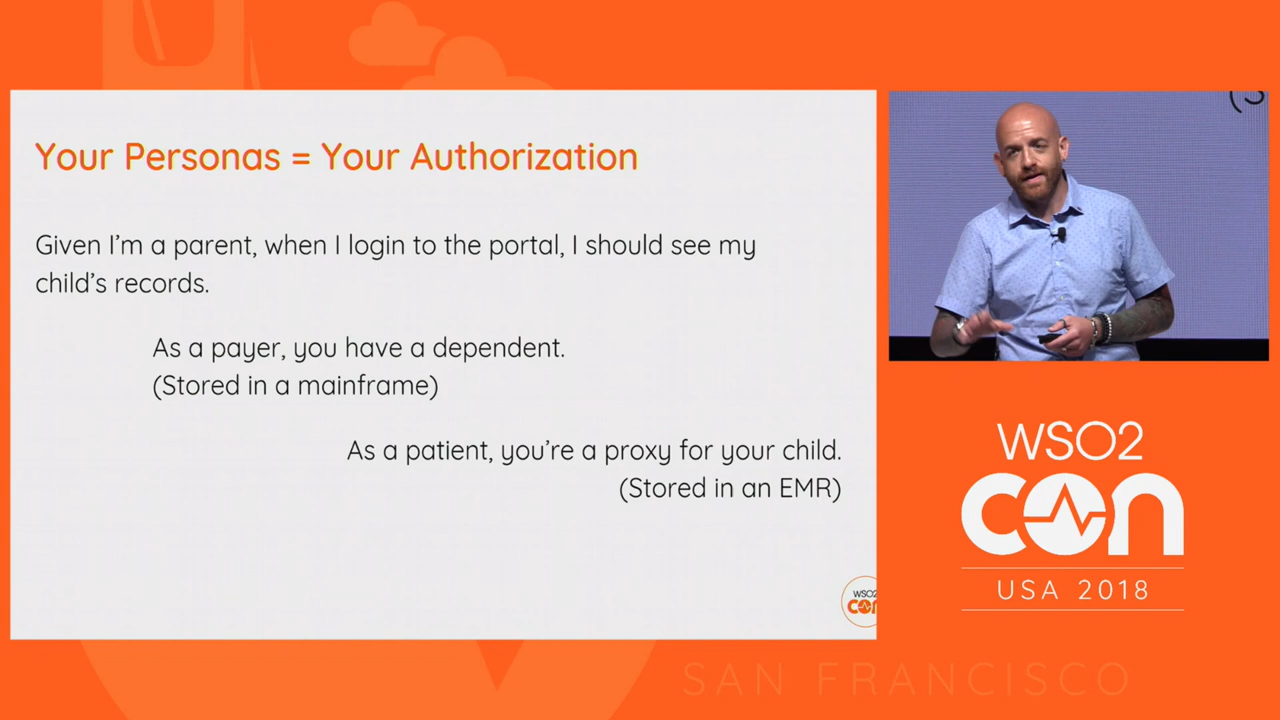 Your Personas = Your Authorization
Given I'm a parent, when I login to the portal, I should see my
child's records.
As a payer, you have a dependent.
(Stored in a mainframe)
As a patient, you're a proxy for your child.
(Stored in an EMR)
WSO2
CON
WSO2
CON
USA 2018
SAN FRANCISCO